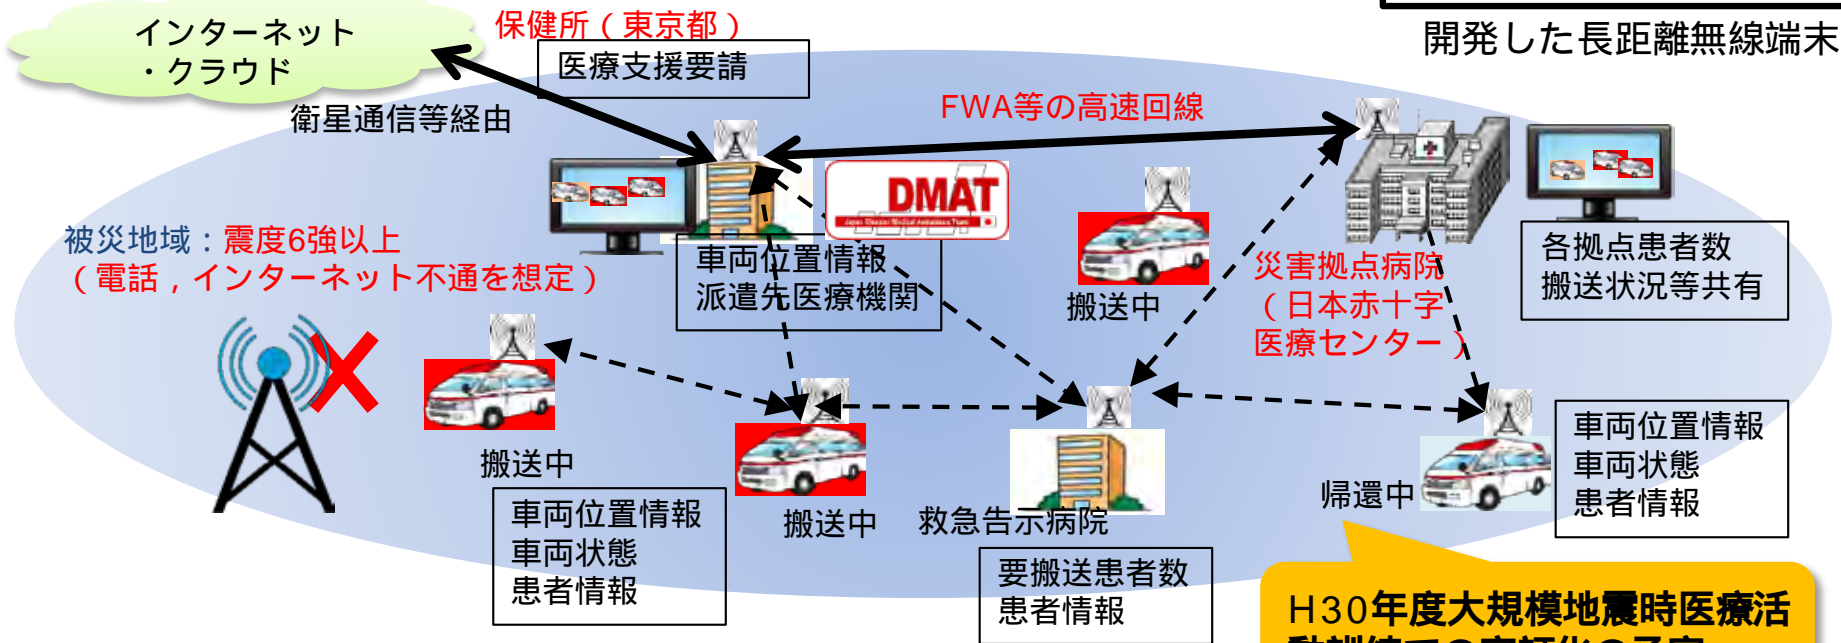 開発した長距離無線端末
インターネット
・クラウド
保健所（東京都）
医療支援要請
衛星通信等経由
FWA等の高速回線
DMAT
被災地域：震度6強以上
（電話，インターネット不通を想定）
車両位置情報
派遣先医療機関
搬送中
災害拠点病院
（日本赤十字
医療センター）
各拠点患者数
搬送状況等共有
搬送中
車両位置情報
車両状態
患者情報
搬送中
救急告示病院
要搬送患者数
患者情報
帰還中
車両位置情報
車両状態
患者情報
H30年度大規模地震時医療活